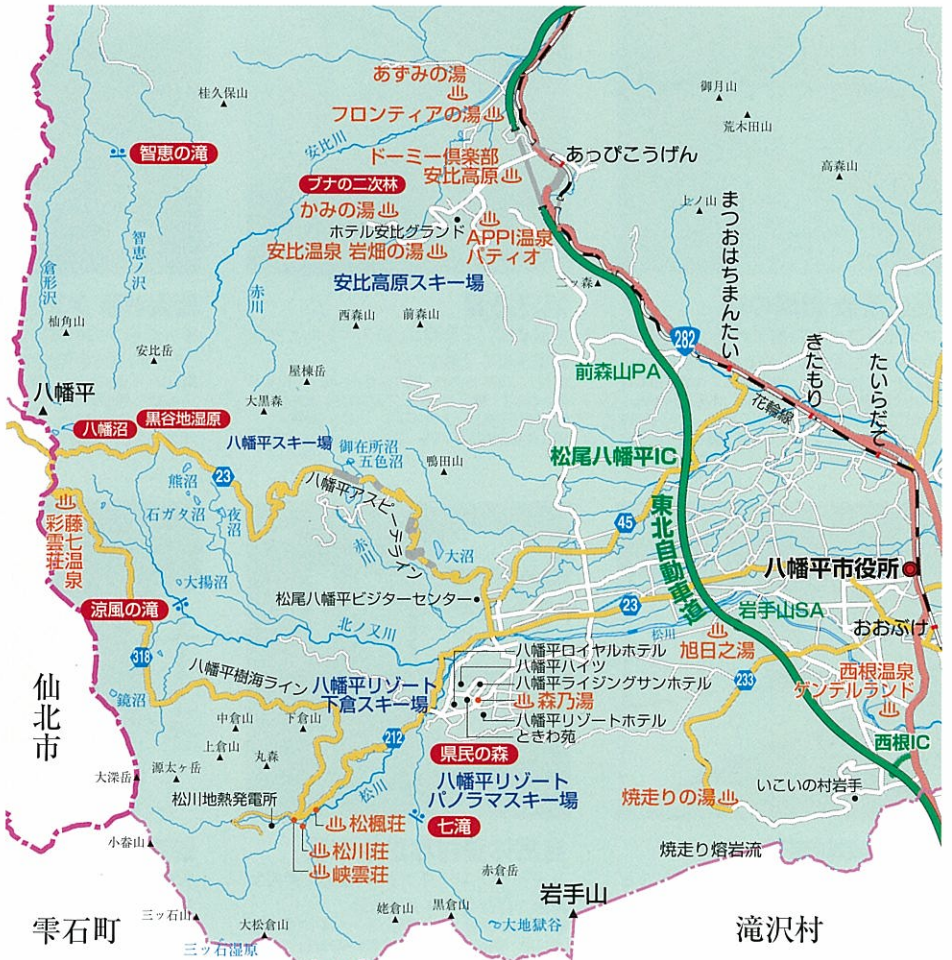 あずみの湯
フロンティアの湯
桂久保山
御月山
荒木田山
安比川
智恵の滝
ドーミー倶楽部
安比高原
あっぴこうげん
高森山
ブナの二次林
かみの湯
ホテル安比グランド
安比温泉 岩畑の湯
APPI温泉
パティオ
上ノ山
まつおはちまんたい
安比高原スキー場
二ッ森
倉形沢
智恵ノ沢
赤川
杣角山
西森山
前森山
282
前森山PA
きたもり
たいらだて
安比岳
屋棟岳
大黒森
花輪線
八幡平
八幡沼
黒谷地湿原
八幡平スキー場
御在所沼
五色沼
鴨田山
松尾八幡平IC
熊沼
23
八幡平アスピーテライン
石ガタ沼
夜沼
赤川
大沼
45
東北自動車道
藤七温泉
彩雲荘
大揚沼
松尾八幡平ビジターセンター
八幡平市役所
涼風の滝
23
岩手山SA
北ノ又川
松川
旭日之湯
おおぶけ
318
八幡平樹海ライン
八幡平ロイヤルホテル
八幡平ハイツ
八幡平ライジングサンホテル
森乃湯
八幡平リゾートホテル
ときわ苑
233
西根温泉
ゲンデルランド
八幡平リゾート
下倉スキー場
鏡沼
仙北市
中倉山
下倉山
上倉山
丸森
212
西根IC
県民の森
大深岳
源太ヶ岳
松川地熱発電所
松川
八幡平リゾート
パノラマスキー場
焼走りの湯
いこいの村岩手
松楓荘
七滝
小畚山
松川荘
峡雲荘
焼走り熔岩流
赤倉岳
岩手山
雫石町
三ッ石山
大松倉山
姥倉山
黒倉山
大地獄谷
滝沢村
三ッ石湿原